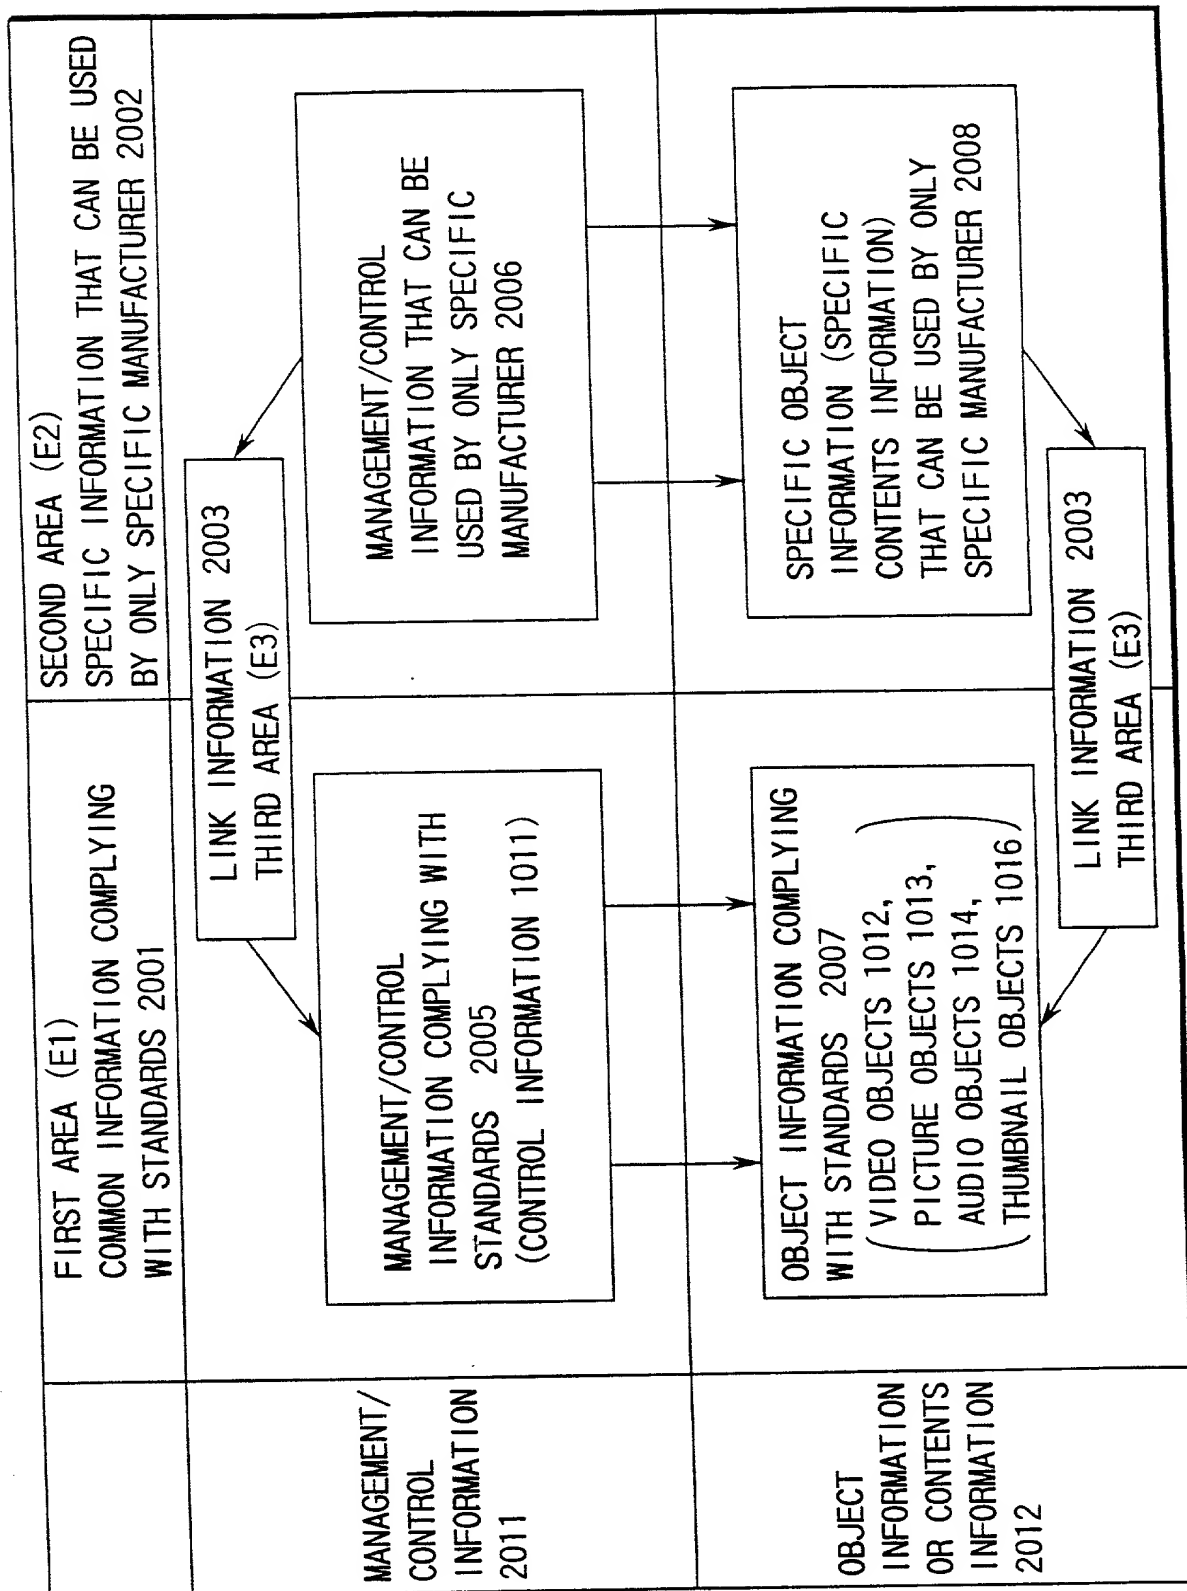 FIRST AREA (E1)
COMMON INFORMATION COMPLYING
WITH STANDARDS 2001
SECOND AREA (E2)
SPECIFIC INFORMATION THAT CAN BE USED
BY ONLY SPECIFIC MANUFACTURER 2002
MANAGEMENT/
CONTROL
INFORMATION
2011
LINK INFORMATION 2003
THIRD AREA (E3)
MANAGEMENT/CONTROL
INFORMATION COMPLYING WITH
STANDARDS 2005
(CONTROL INFORMATION 1011)
MANAGEMENT/CONTROL
INFORMATION THAT CAN BE
USED BY ONLY SPECIFIC
MANUFACTURER 2006
OBJECT
INFORMATION
OR CONTENTS
INFORMATION
2012
OBJECT INFORMATION COMPLYING
WITH STANDARDS 2007
(VIDEO OBJECTS 1012,
PICTURE OBJECTS 1013,
AUDIO OBJECTS 1014,
THUMBNAIL OBJECTS 1016)
SPECIFIC OBJECT
INFORMATION (SPECIFIC
CONTENTS INFORMATION)
THAT CAN BE USED BY ONLY
SPECIFIC MANUFACTURER 2008
LINK INFORMATION 2003
THIRD AREA (E3)